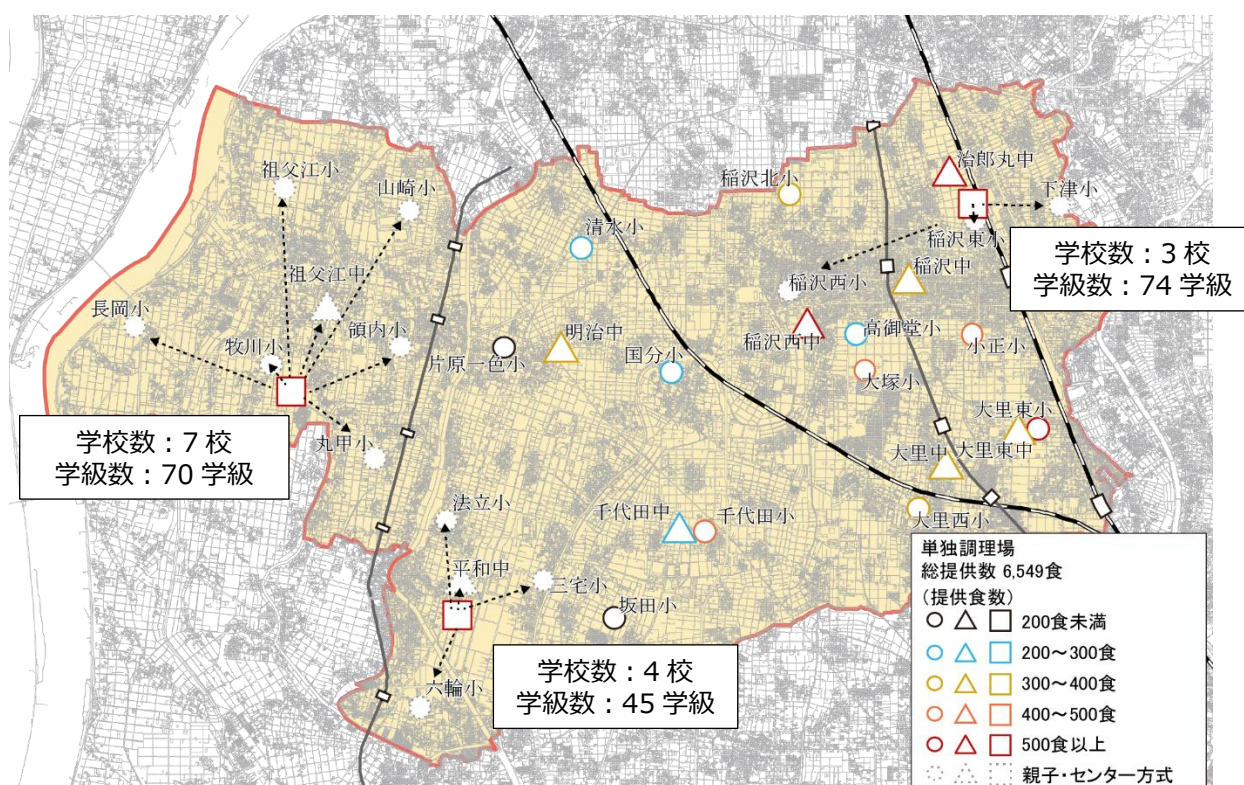 祖父江小
山崎小
稲沢北小
治郎丸中
下津小
清水小
稲沢東小
学校数：3 校
学級数：74 学級
祖父江中
稲沢西小
稲沢中
長岡小
領内小
牧川小
片原一色小
明治中
国分小
稲沢西中
高御堂小
小正小
大塚小
学校数：7 校
学級数：70 学級
丸甲小
大里東小
大里中
大里東中
法立小
千代田中
千代田小
大里西小
平和中
三宅小
坂田小
六輪小
学校数：4 校
学級数：45 学級
単独調理場
総提供数 6,549食
(提供食数)
200食未満
200～300食
300～400食
400～500食
500食以上
親子・センター方式